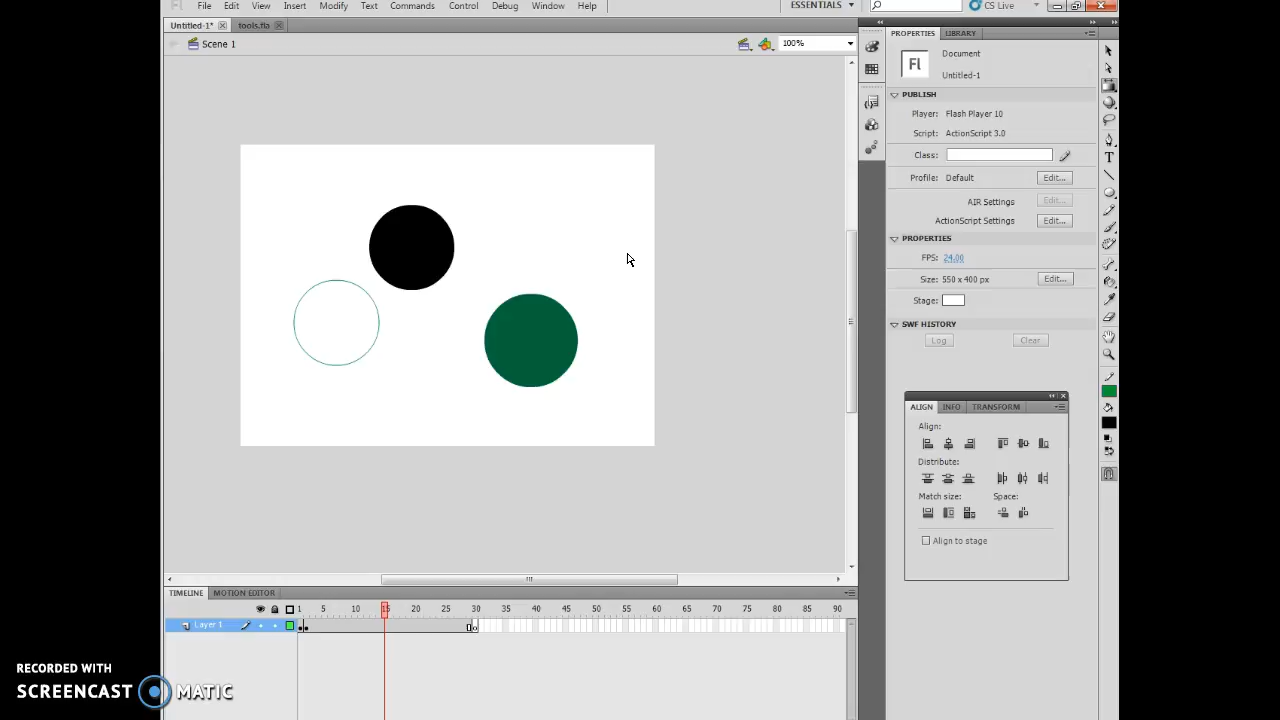 File Edit View Insert Modify Text Commands Control Debug Window Help ESSENTIALS CS Live
Untitled-1* tools.fla
Scene 1 100%
PROPERTIES LIBRARY
Fl Document
Untitled-1
PUBLISH
Player: Flash Player 10
Script: ActionScript 3.0
Class:
Profile: Default Edit...
AIR Settings Edit...
ActionScript Settings Edit...
PROPERTIES
FPS: 24.00
Size: 550 x 400 px Edit...
Stage:
SWF HISTORY
Log Clear
ALIGN INFO TRANSFORM
Align:
Distribute:
Match size: Space:
Align to stage
TIMELINE MOTION EDITOR
1 5 10 15 20 25 30 35 40 45 50 55 60 65 70 75 80 85 90
Layer 1
RECORDED WITH
SCREENCAST MATIC